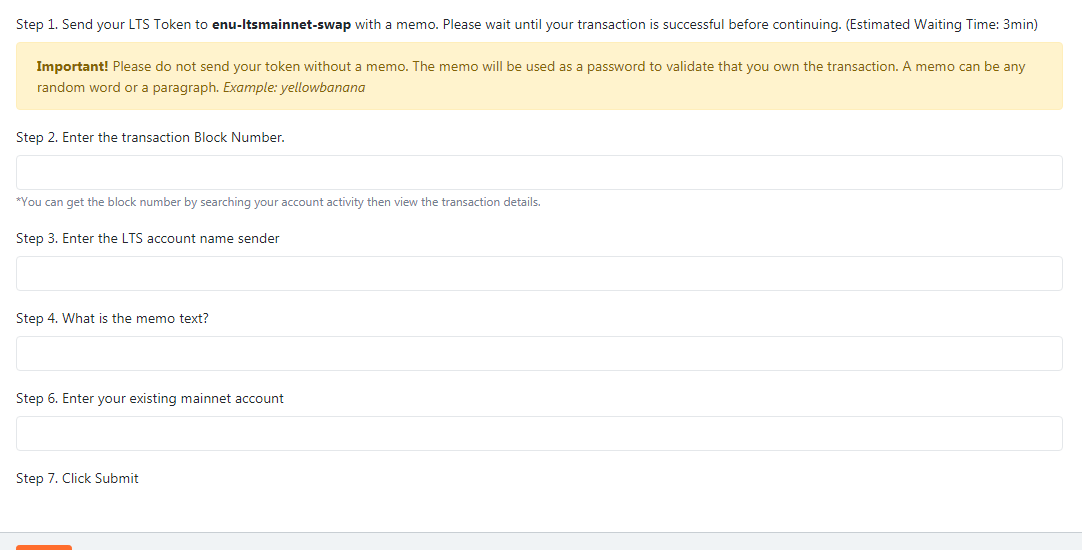 Step 1. Send your LTS Token to enu-ltsmainnet-swap with a memo. Please wait until your transaction is successful before continuing. (Estimated Waiting Time: 3min)
Important! Please do not send your token without a memo. The memo will be used as a password to validate that you own the transaction. A memo can be any
random word or a paragraph. Example: yellowbanana
Step 2. Enter the transaction Block Number.
*You can get the block number by searching your account activity then view the transaction details.
Step 3. Enter the LTS account name sender
Step 4. What is the memo text?
Step 6. Enter your existing mainnet account
Step 7. Click Submit